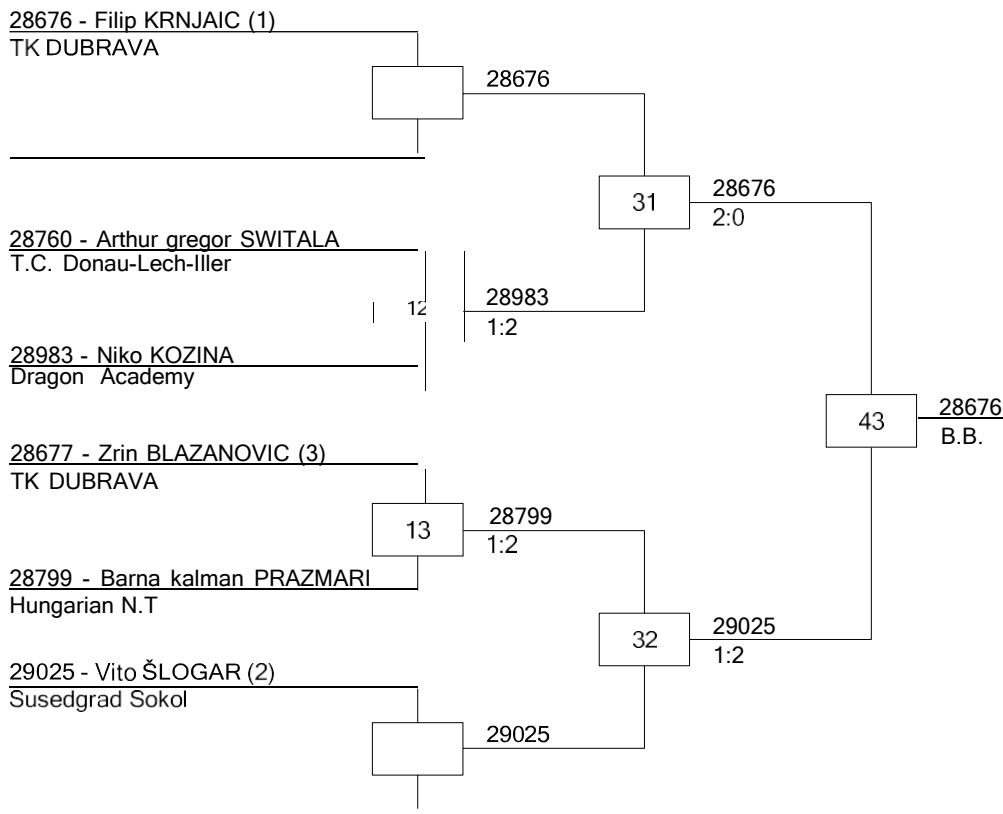 28676 - Filip KRNJAIC (1)
TK DUBRAVA
28676
31
28676
2:0
28760 - Arthur gregor SWITALA
T.C. Donau-Lech-Iller
12
28983
1:2
28983 - Niko KOZINA
Dragon Academy
43
28676
B.B.
28677 - Zrin BLAZANOVIC (3)
TK DUBRAVA
13
28799
1:2
28799 - Barna kalman PRAZMARI
Hungarian N.T
32
29025
1:2
29025 - Vito ŠLOGAR (2)
Susedgrad Sokol
29025